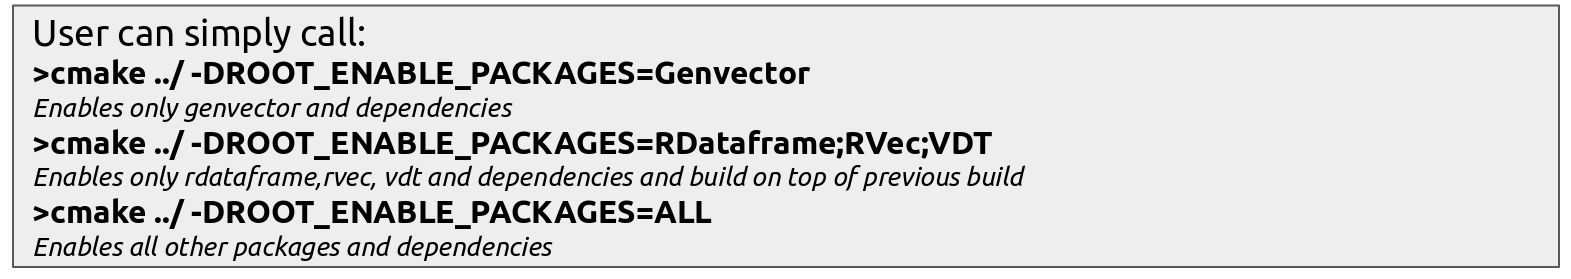 User can simply call:
>cmake ../ -DROOT_ENABLE_PACKAGES=Genvector
Enables only genvector and dependencies
>cmake ../ -DROOT_ENABLE_PACKAGES=RDataframe;RVec;VDT
Enables only rdataframe,rvec, vdt and dependencies and build on top of previous build
>cmake ../ -DROOT_ENABLE_PACKAGES=ALL
Enables all other packages and dependencies